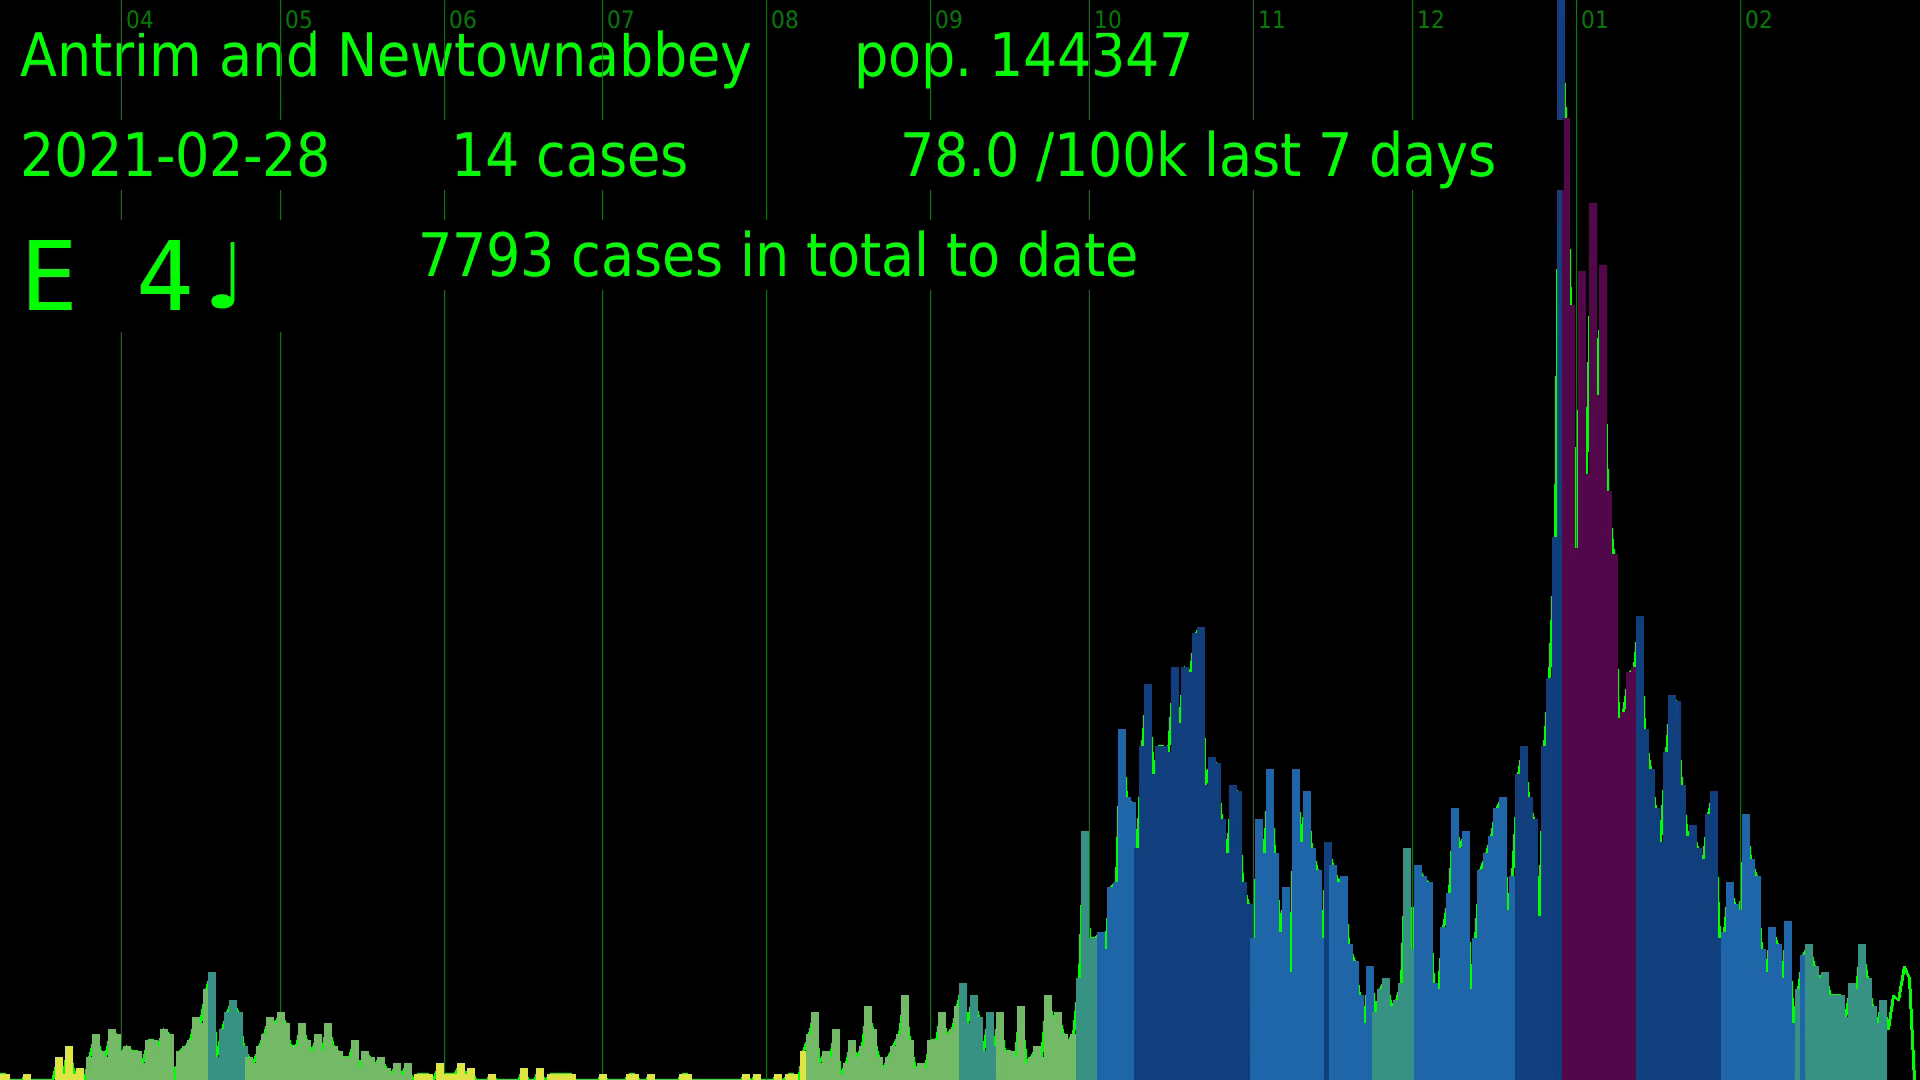 04 05 06 07 08 09 10 11 12 01 02
Antrim and Newtownabbey pop. 144347
2021-02-28 14 cases 78.0 /100k last 7 days
E 4♩ 7793 cases in total to date